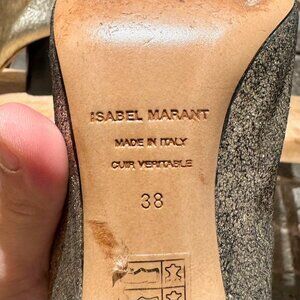 ISABEL MARANT
MADE IN ITALY
CUIR VERITABLE
38